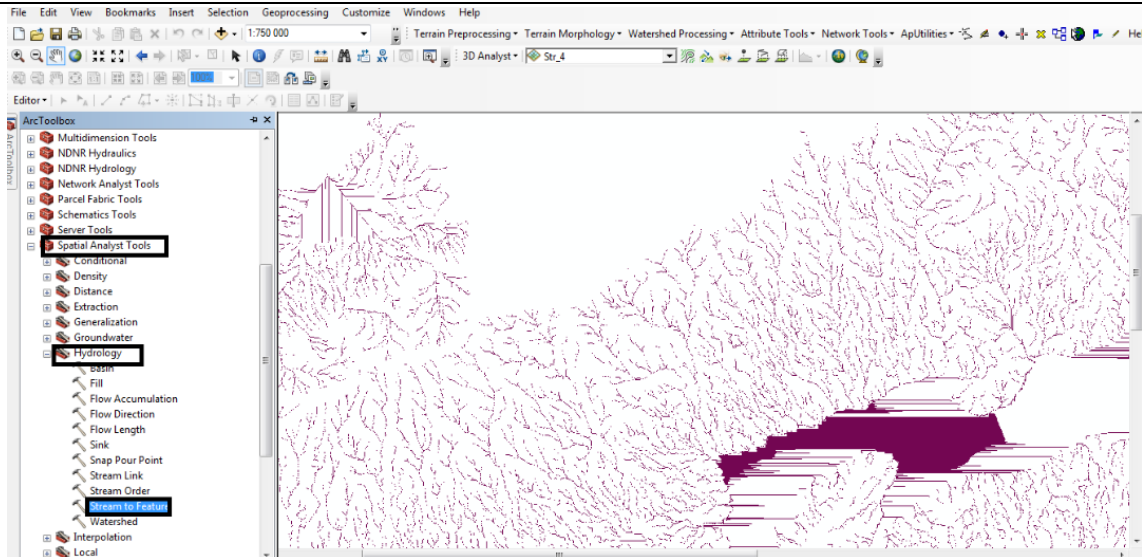 File Edit View Bookmarks Insert Selection Geoprocessing Customize Windows Help
1:750 000 Terrain Preprocessing Terrain Morphology Watershed Processing Attribute Tools Network Tools ApUtilities He
3D Analyst Str_4
100%
Editor
ArcToolbox
ArcToolbox
Multidimension Tools
NDNR Hydraulics
NDNR Hydrology
Network Analyst Tools
Parcel Fabric Tools
Schematics Tools
Server Tools
Spatial Analyst Tools
Conditional
Density
Distance
Extraction
Generalization
Groundwater
Hydrology
Basin
Fill
Flow Accumulation
Flow Direction
Flow Length
Sink
Snap Pour Point
Stream Link
Stream Order
Stream to Feature
Watershed
Interpolation
Local